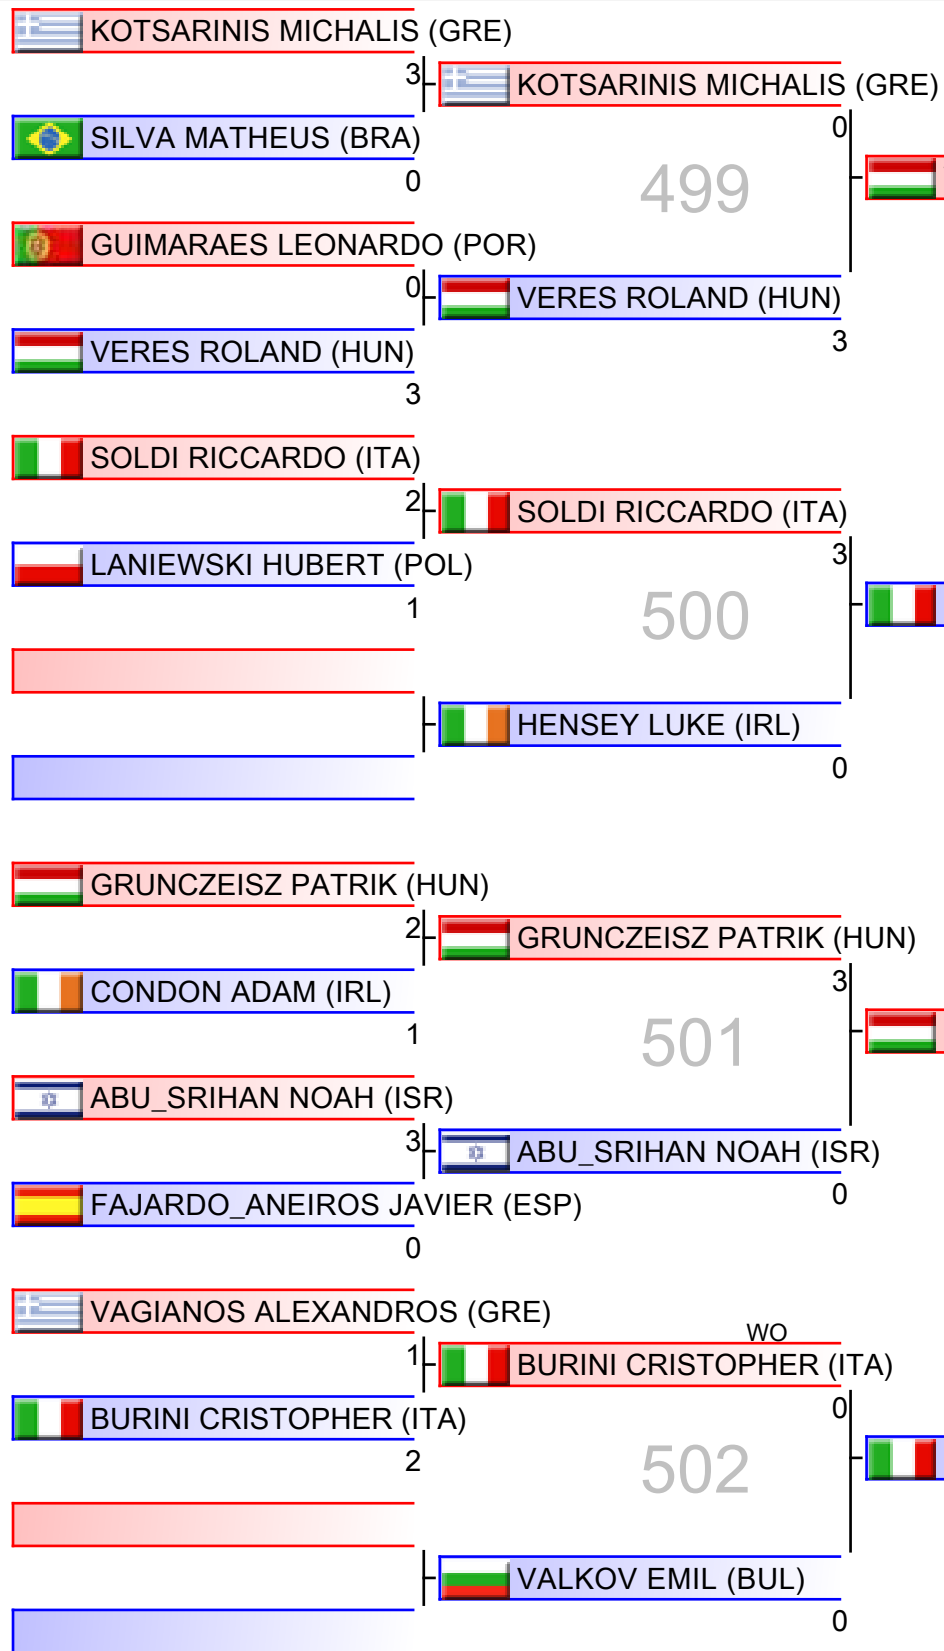 KOTSARINIS MICHALIS (GRE)
3
KOTSARINIS MICHALIS (GRE)
0
SILVA MATHEUS (BRA)
0
499
GUIMARAES LEONARDO (POR)
0
VERES ROLAND (HUN)
3
VERES ROLAND (HUN)
3
SOLDI RICCARDO (ITA)
2
SOLDI RICCARDO (ITA)
3
LANIEWSKI HUBERT (POL)
1
500
HENSEY LUKE (IRL)
0
GRUNCZEISZ PATRIK (HUN)
2
GRUNCZEISZ PATRIK (HUN)
3
CONDON ADAM (IRL)
1
501
ABU_SRIHAN NOAH (ISR)
3
ABU_SRIHAN NOAH (ISR)
0
FAJARDO_ANEIROS JAVIER (ESP)
0
VAGIANOS ALEXANDROS (GRE)
1
WO
BURINI CRISTOPHER (ITA)
0
BURINI CRISTOPHER (ITA)
2
502
VALKOV EMIL (BUL)
0